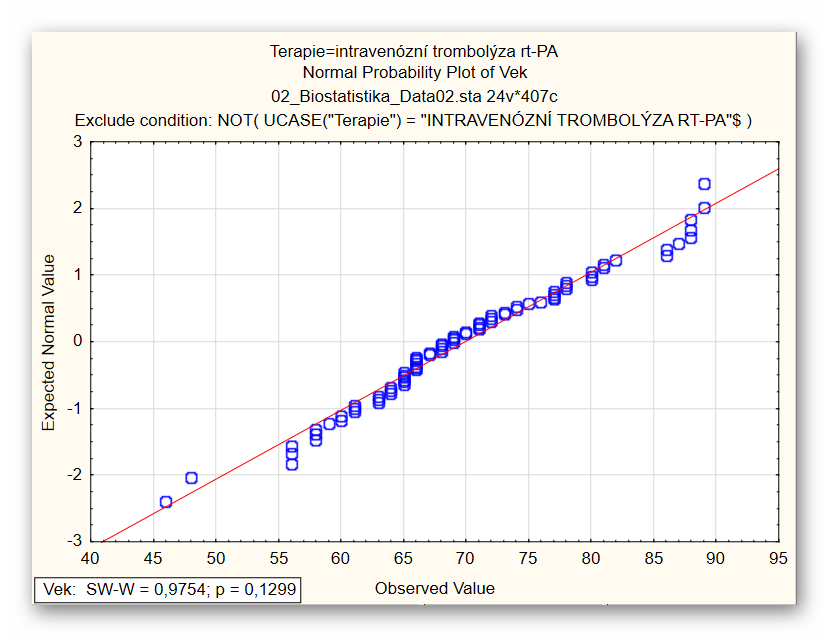 Terapie=intravenózní trombolýza rt-PA
Normal Probability Plot of Vek
02_Biostatistika_Data02.sta 24v*407c
Exclude condition: NOT( UCASE("Terapie") = "INTRAVENÓZNÍ TROMBOLÝZA RT-PA"$ )
3
2
1
0
-1
-2
-3
Expected Normal Value
40 45 50 55 60 65 70 75 80 85 90 95
Observed Value
Vek: SW-W = 0,9754; p = 0,1299